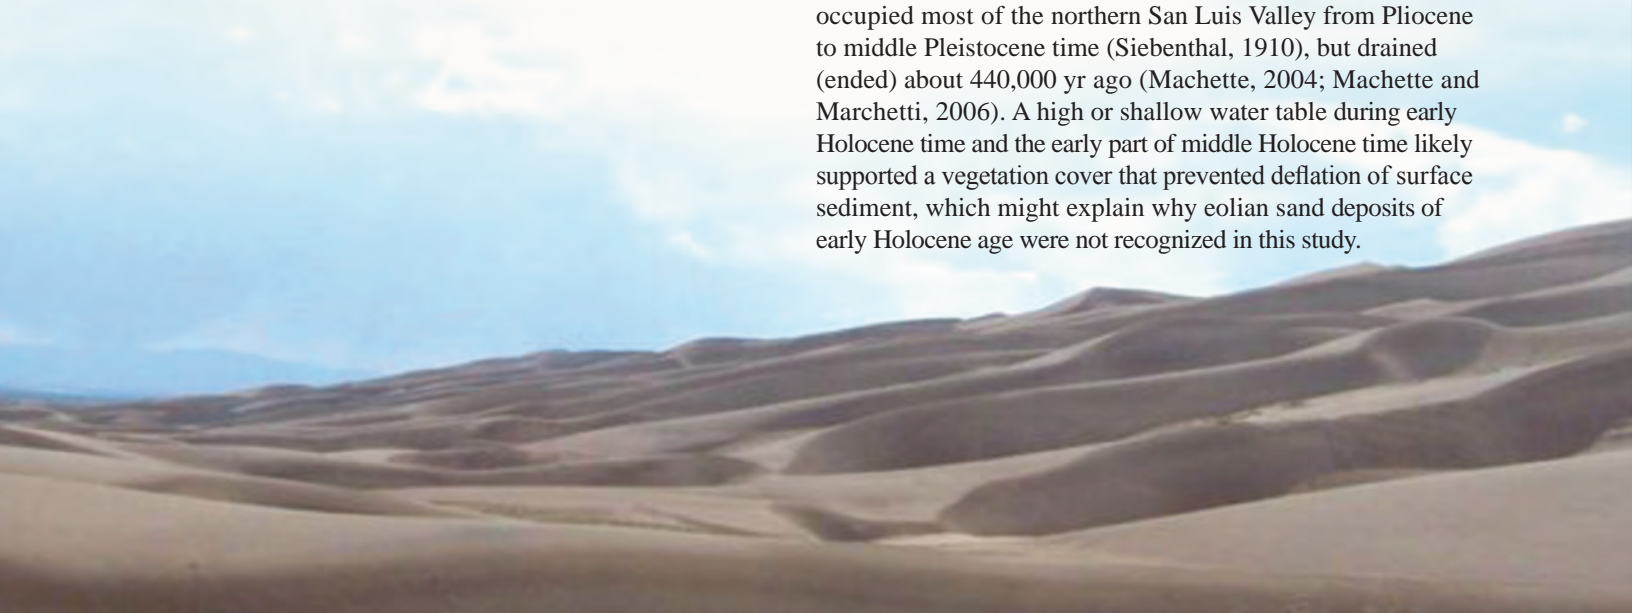 occupied most of the northern San Luis Valley from Pliocene
to middle Pleistocene time (Siebenthal, 1910), but drained
(ended) about 440,000 yr ago (Machette, 2004; Machette and
Marchetti, 2006). A high or shallow water table during early
Holocene time and the early part of middle Holocene time likely
supported a vegetation cover that prevented deflation of surface
sediment, which might explain why eolian sand deposits of
early Holocene age were not recognized in this study.